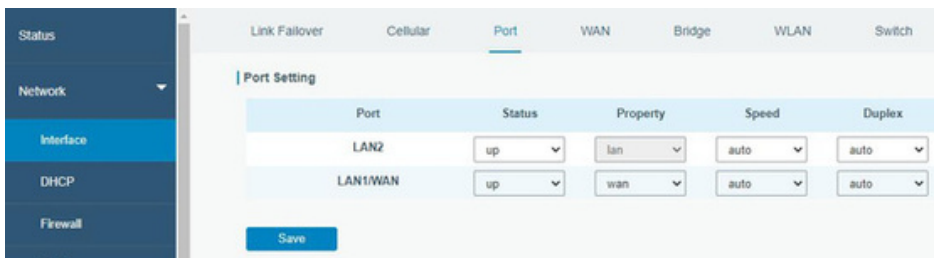 Status
Network
Interface
DHCP
Firewall
Link Failover Cellular Port WAN Bridge WLAN Switch
Port Setting
Port Status Property Speed Duplex
LAN2 up lan auto auto
LAN1/WAN up wan auto auto
Save